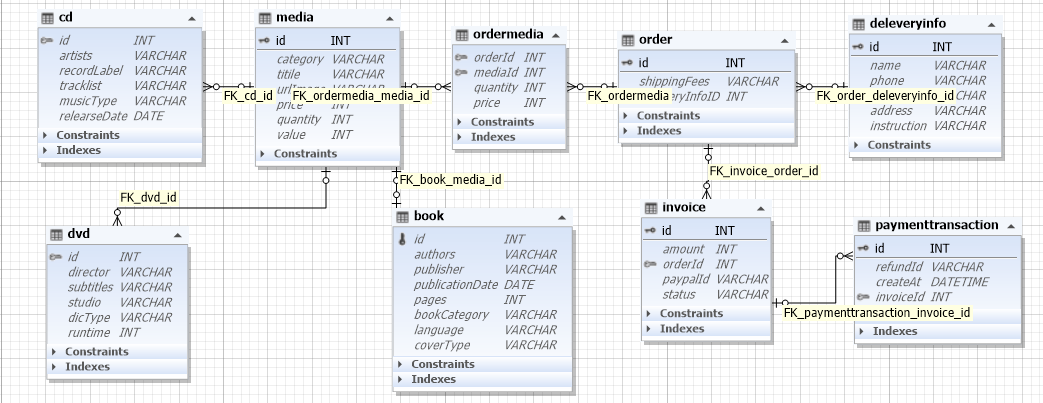 cd
id INT
artists VARCHAR
recordLabel VARCHAR
tracklist VARCHAR
musicType VARCHAR
relearseDate DATE
Constraints
Indexes
FK_cd_id
media
id INT
category VARCHAR
titile VARCHAR
price INT
quantity INT
value INT
Constraints
FK_ordermedia_media_id
ordermedia
orderId INT
mediaId INT
quantity INT
price INT
Constraints
Indexes
FK_ordermedia
order
id INT
shippingFees VARCHAR
INT
Constraints
Indexes
FK_order_deleveryinfo_id
deleveryinfo
id INT
name VARCHAR
phone VARCHAR
address VARCHAR
instruction VARCHAR
Constraints
FK_dvd_id
FK_book_media_id
FK_invoice_order_id
dvd
id INT
director VARCHAR
subtitles VARCHAR
studio VARCHAR
dicType VARCHAR
runtime INT
Constraints
Indexes
book
id INT
authors VARCHAR
publisher VARCHAR
publicationDate DATE
pages INT
bookCategory VARCHAR
language VARCHAR
coverType VARCHAR
Constraints
Indexes
invoice
id INT
amount INT
orderId INT
paypalId VARCHAR
status VARCHAR
Constraints
Indexes
paymenttransaction
id INT
refundId VARCHAR
createAt DATETIME
invoiceId INT
FK_paymenttransaction_invoice_id
Indexes